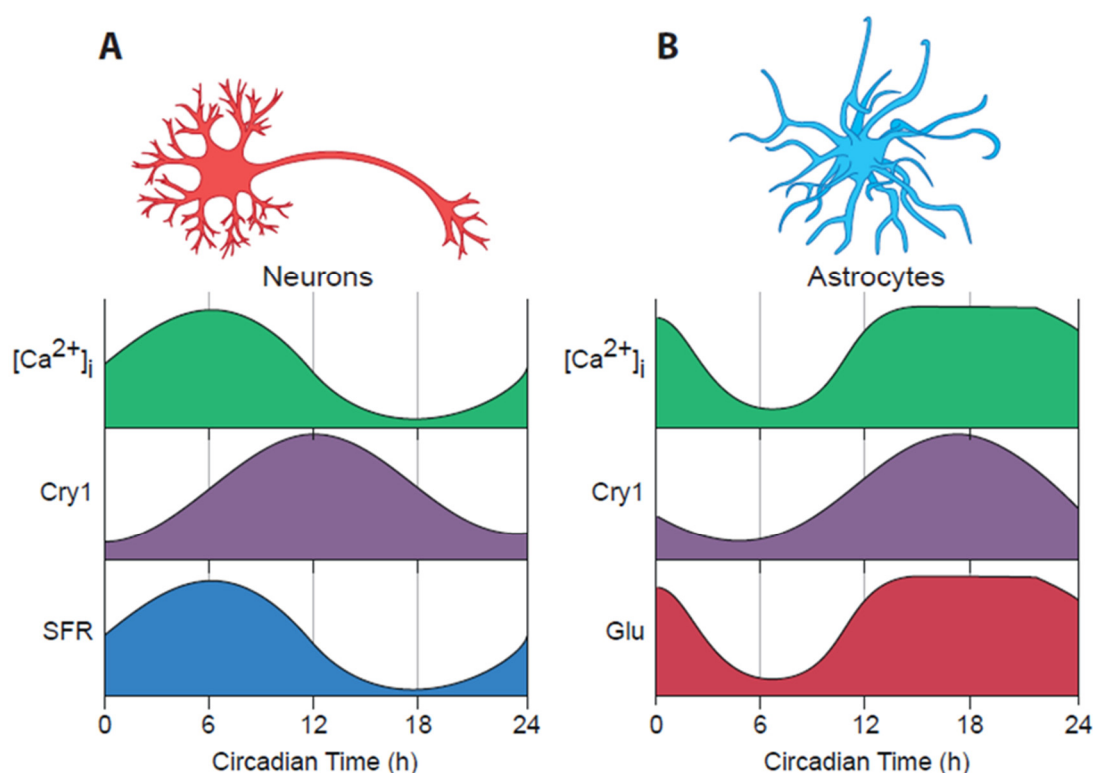 A
Neurons
[Ca2+]i
Cry1
SFR
0 6 12 18 24
Circadian Time (h)
B
Astrocytes
[Ca2+]i
Cry1
Glu
0 6 12 18 24
Circadian Time (h)